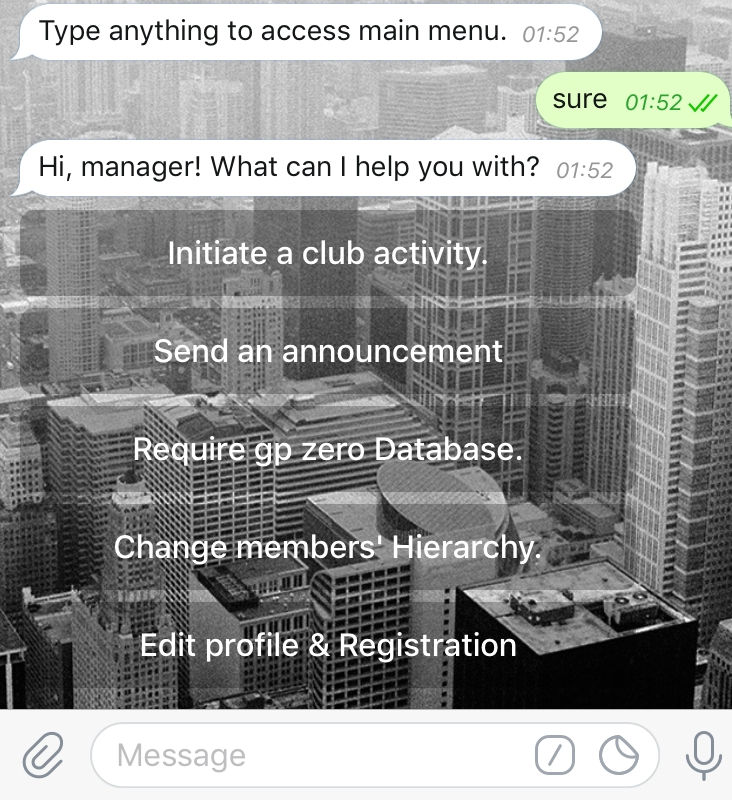 Type anything to access main menu. 01:52
sure 01:52
Hi, manager! What can I help you with? 01:52
Initiate a club activity.
Send an announcement
Require gp zero Database.
Change members' Hierarchy.
Edit profile & Registration
Message